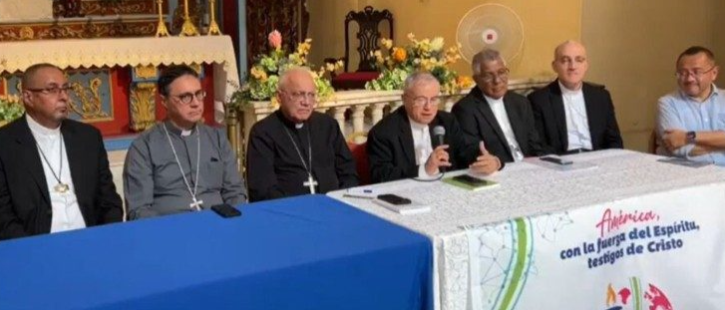 América,
con la fuerza del Espíritu,
testigos de Cristo